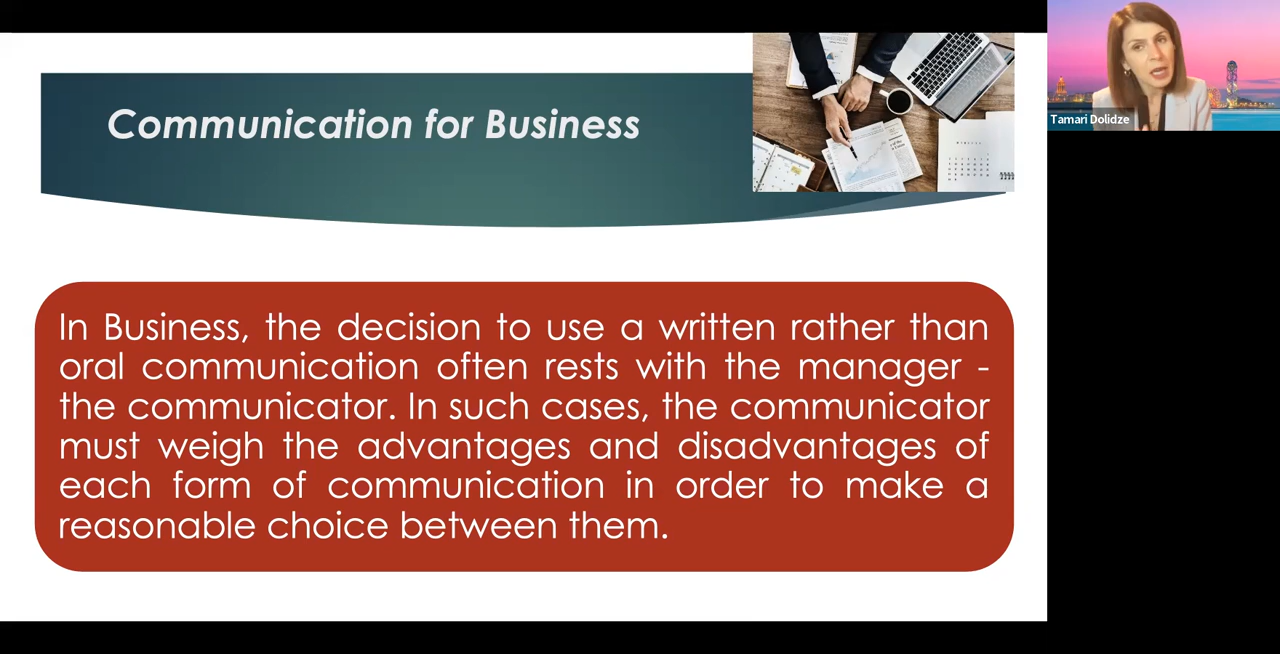 Communication for Business
Tamari Dolidze
In Business, the decision to use a written rather than
oral communication often rests with the manager -
the communicator. In such cases, the communicator
must weigh the advantages and disadvantages of
each form of communication in order to make a
reasonable choice between them.